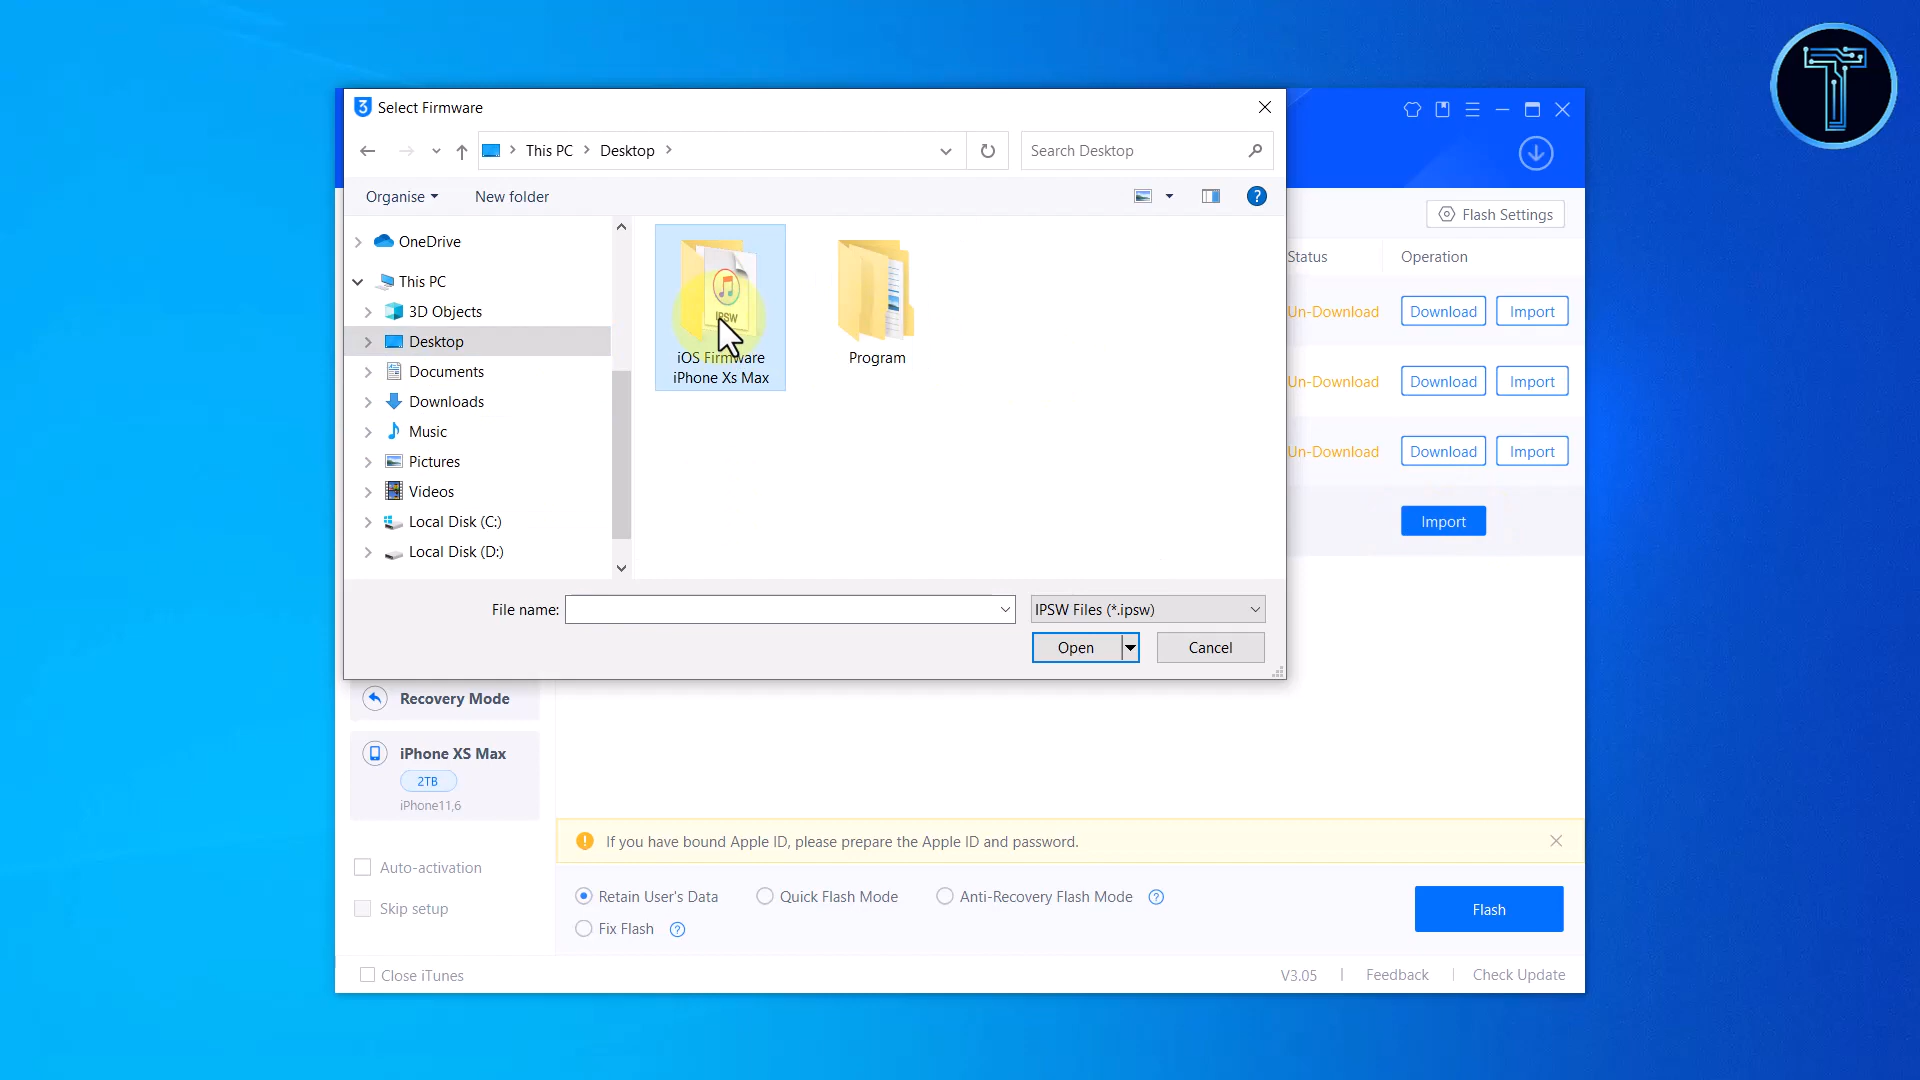 Select Firmware
This PC
Desktop
Search Desktop
Organise
New folder
OneDrive
This PC
3D Objects
Desktop
Documents
Downloads
Music
Pictures
Videos
Local Disk (C:)
Local Disk (D:)
IPSW
iOS Firmware
iPhone Xs Max
Program
File name:
IPSW Files (*.ipsw)
Open
Cancel
Flash Settings
Status
Operation
Un-Download
Download
Import
Un-Download
Download
Import
Un-Download
Download
Import
Import
Recovery Mode
iPhone XS Max
2TB
iPhone11,6
Auto-activation
Skip setup
If you have bound Apple ID, please prepare the Apple ID and password.
Retain User's Data
Quick Flash Mode
Anti-Recovery Flash Mode
Fix Flash
Flash
Close iTunes
V3.05
Feedback
Check Update